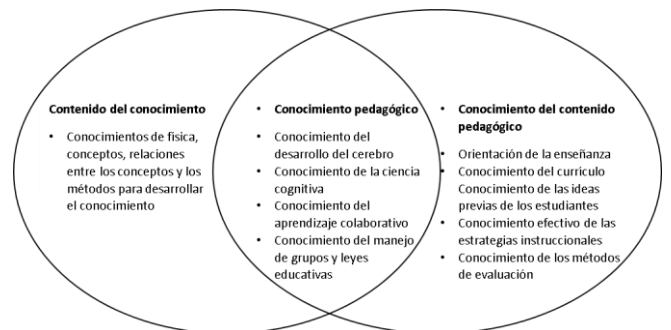 Contenido del conocimiento
• Conocimientos de fisica,
conceptos, relaciones
entre los conceptos y los
métodos para desarrollar
el conocimiento
• Conocimiento pedagógico
• Conocimiento del
desarrollo del cerebro
• Conocimiento de la ciencia
cognitiva
• Conocimiento del
aprendizaje colaborativo
• Conocimiento del manejo
de grupos y leyes
educativas
• Conocimiento del contenido
pedagógico
• Orientación de la enseñanza
• Conocimiento del currículo
Conocimiento de las ideas
previas de los estudiantes
• Conocimiento efectivo de las
estrategias instruccionales
• Conocimiento de los métodos
de evaluación